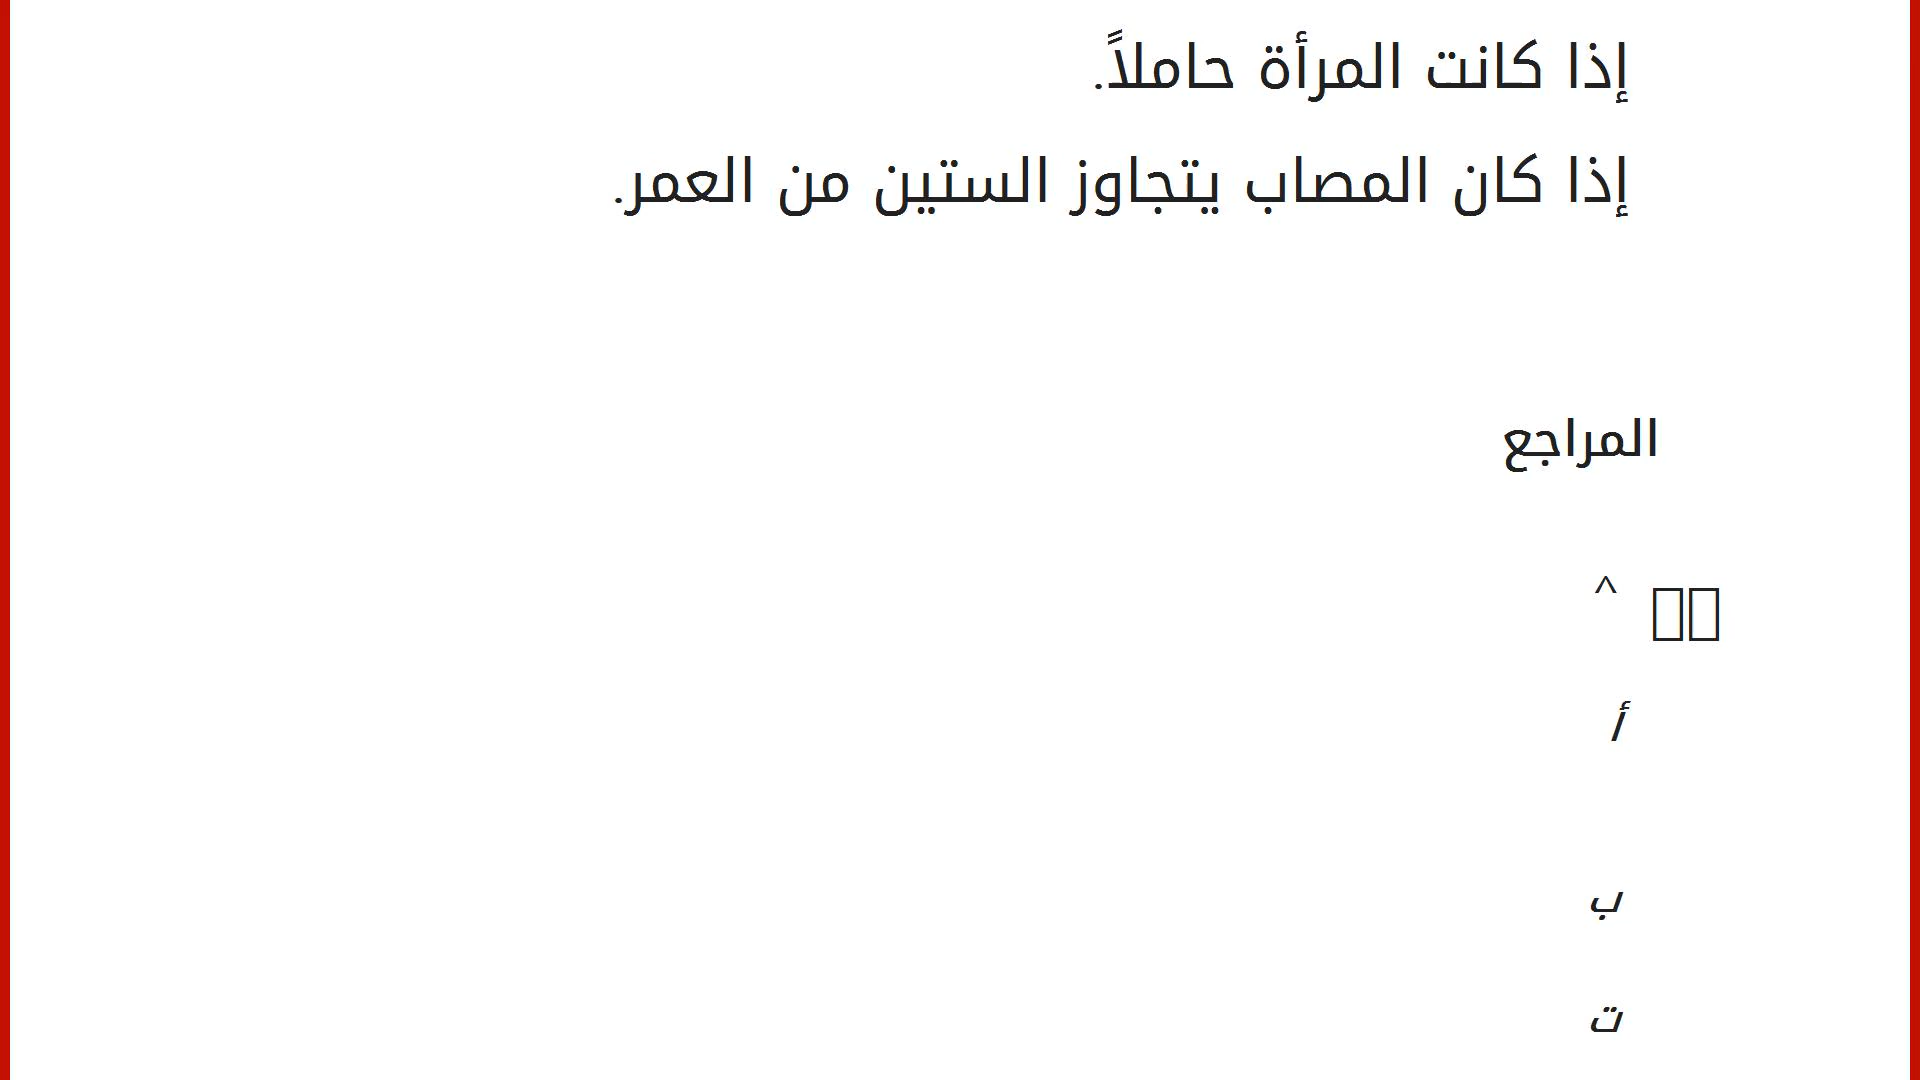 إذا كانت المرأة حاملاً.
إذا كان المصاب يتجاوز الستين من العمر.
المراجع
^
أ
ب
ت